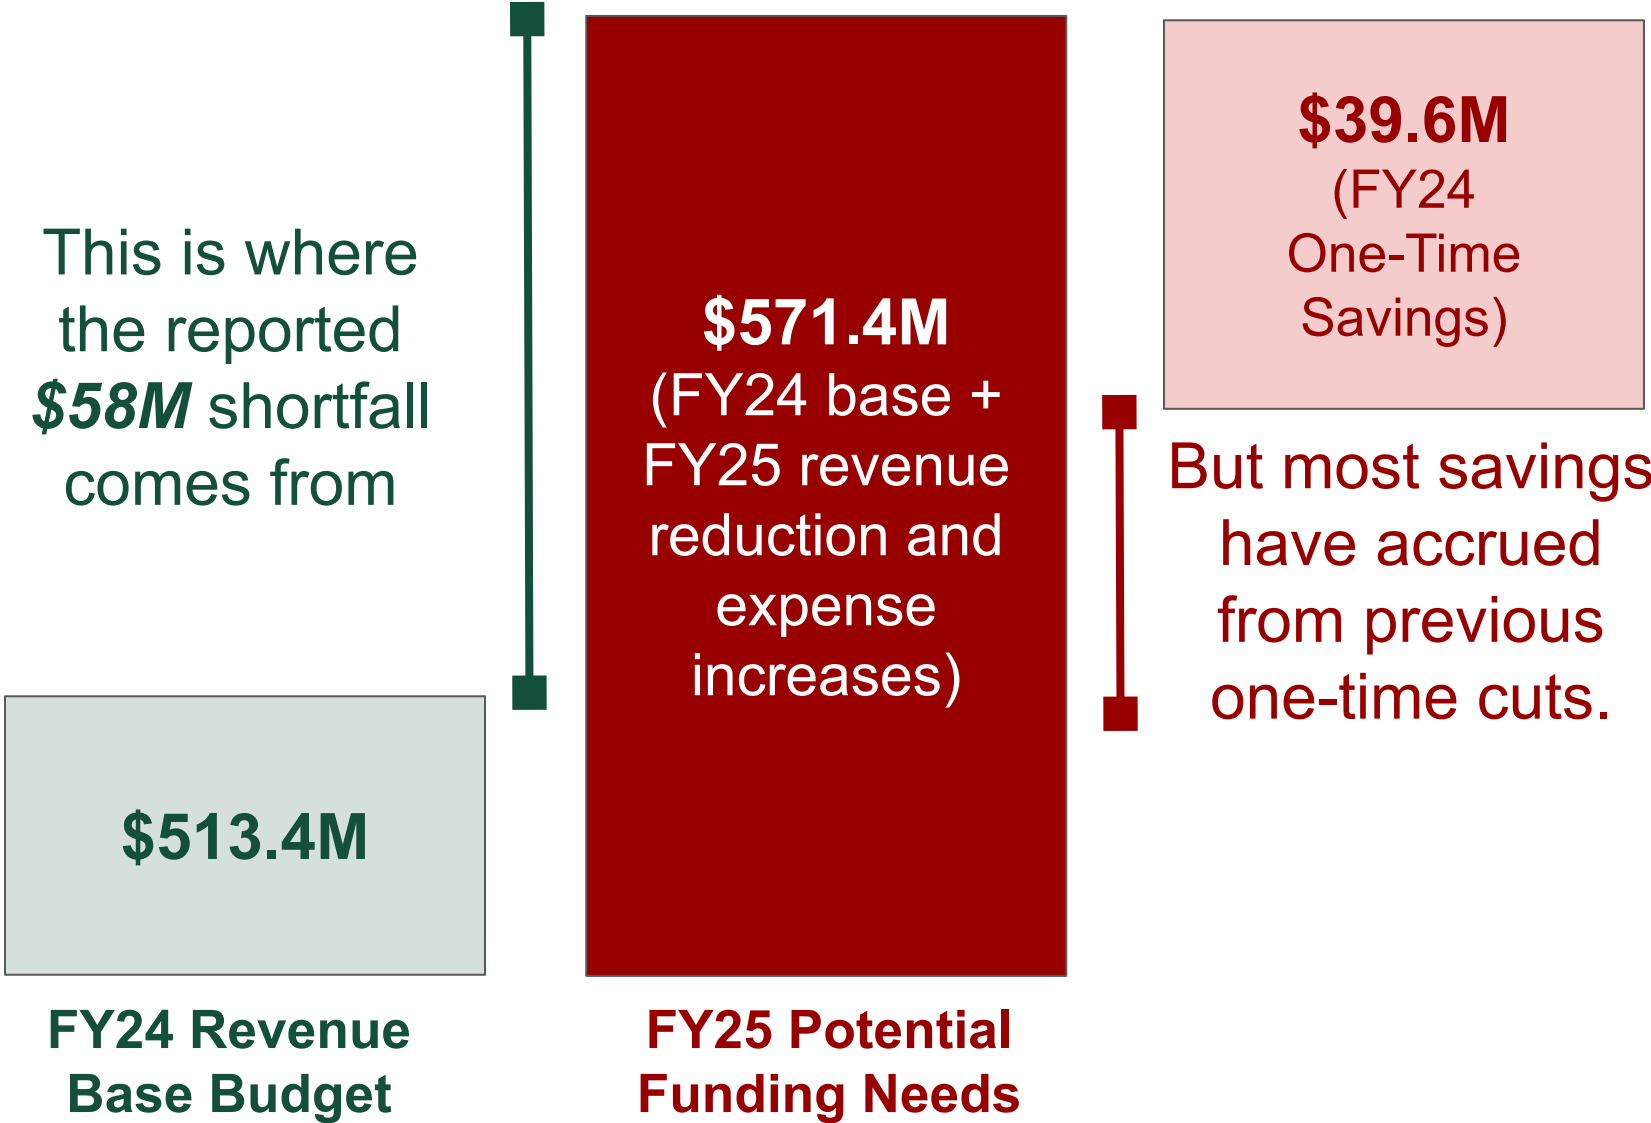 This is where
the reported
$58M shortfall
comes from
$513.4M
FY24 Revenue
Base Budget
$571.4M
(FY24 base +
FY25 revenue
reduction and
expense
increases)
FY25 Potential
Funding Needs
$39.6M
(FY24
One-Time
Savings)
But most savings
have accrued
from previous
one-time cuts.